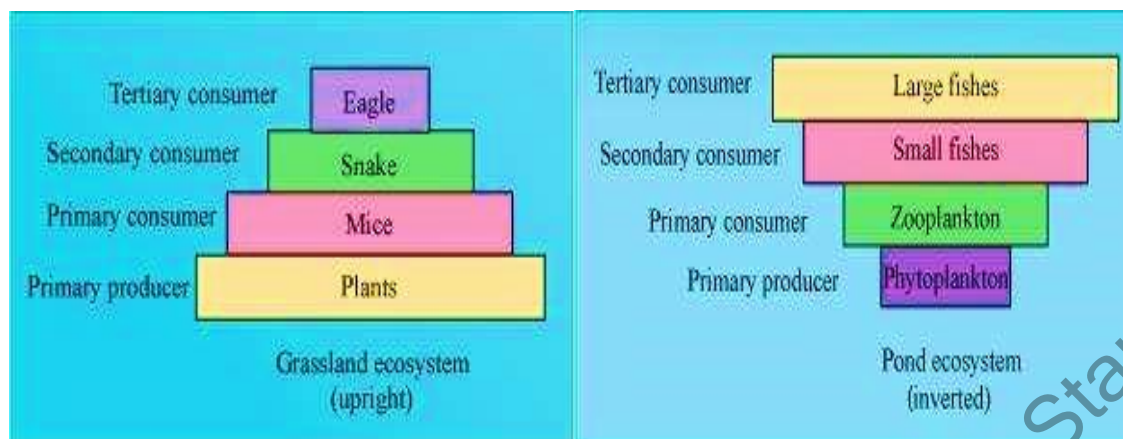 Tertiary consumer
Eagle
Secondary consumer
Snake
Primary consumer
Mice
Primary producer
Plants
Grassland ecosystem
(upright)
Tertiary consumer
Large fishes
Secondary consumer
Small fishes
Primary consumer
Zooplankton
Primary producer
Phytoplankton
Pond ecosystem
(inverted)